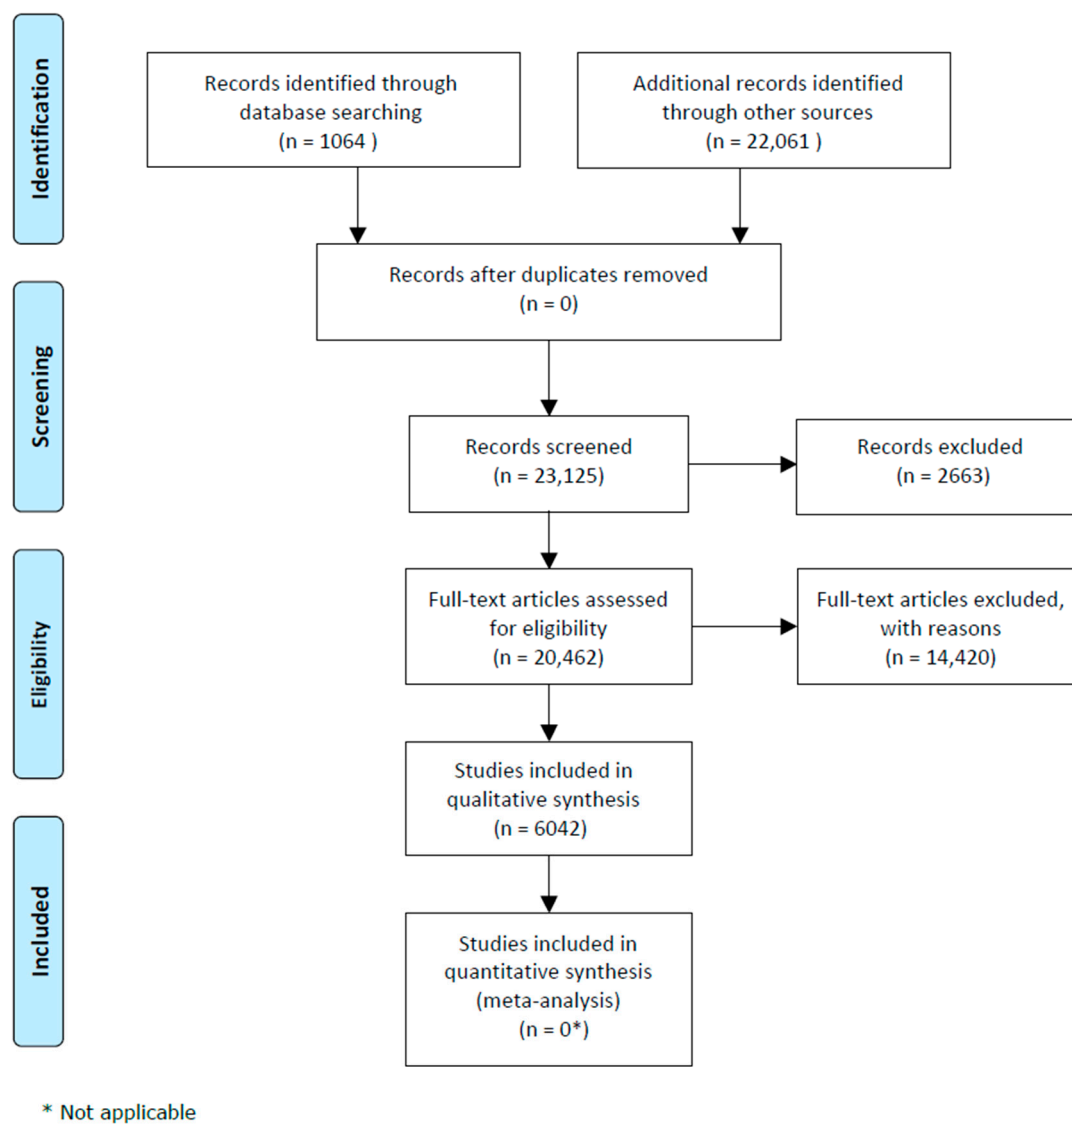 Identification
Records identified through
database searching
(n = 1064 )
Additional records identified
through other sources
(n = 22,061 )
Records after duplicates removed
(n = 0)
Screening
Records screened
(n = 23,125)
Records excluded
(n = 2663)
Eligibility
Full-text articles assessed
for eligibility
(n = 20,462)
Full-text articles excluded,
with reasons
(n = 14,420)
Studies included in
qualitative synthesis
(n = 6042)
Included
Studies included in
quantitative synthesis
(meta-analysis)
(n = 0*)
* Not applicable